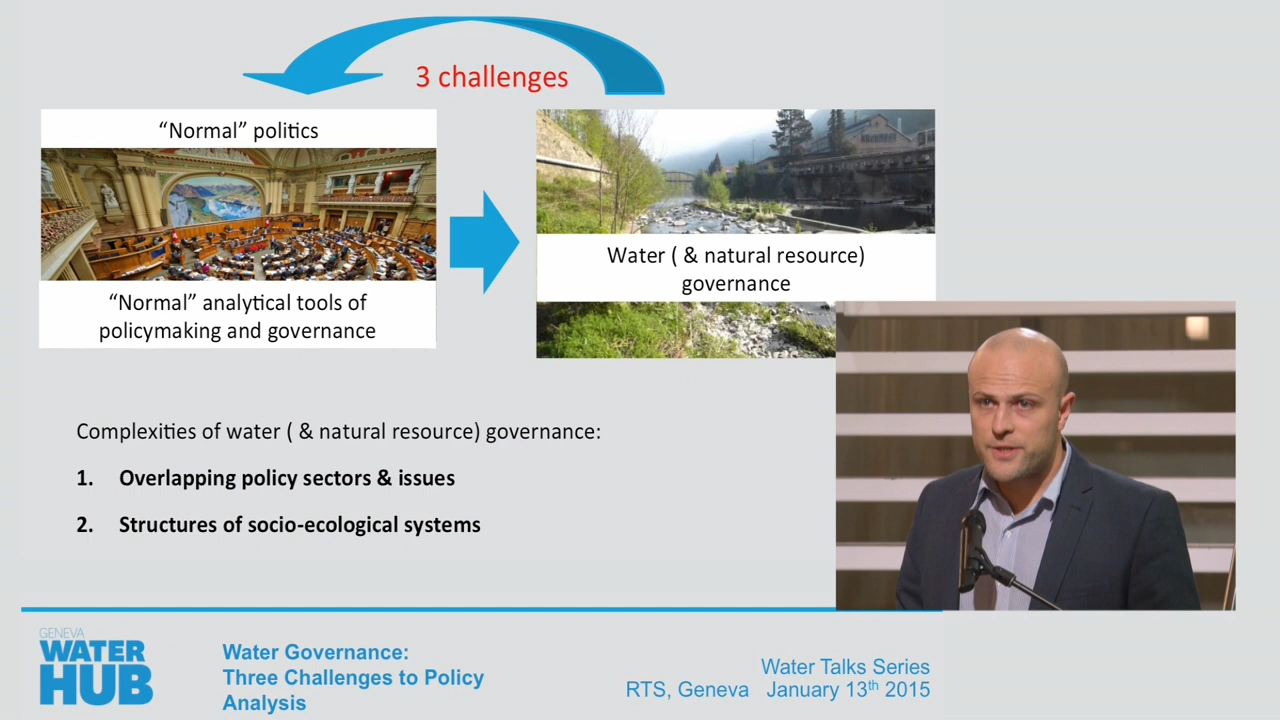 3 challenges
“Normal” politics
“Normal” analytical tools of
policymaking and governance
Water ( & natural resource)
governance
Complexities of water ( & natural resource) governance:
1. Overlapping policy sectors & issues
2. Structures of socio-ecological systems
GENEVA
WATER
HUB
Water Governance:
Three Challenges to Policy
Analysis
Water Talks Series
RTS, Geneva January 13th 2015